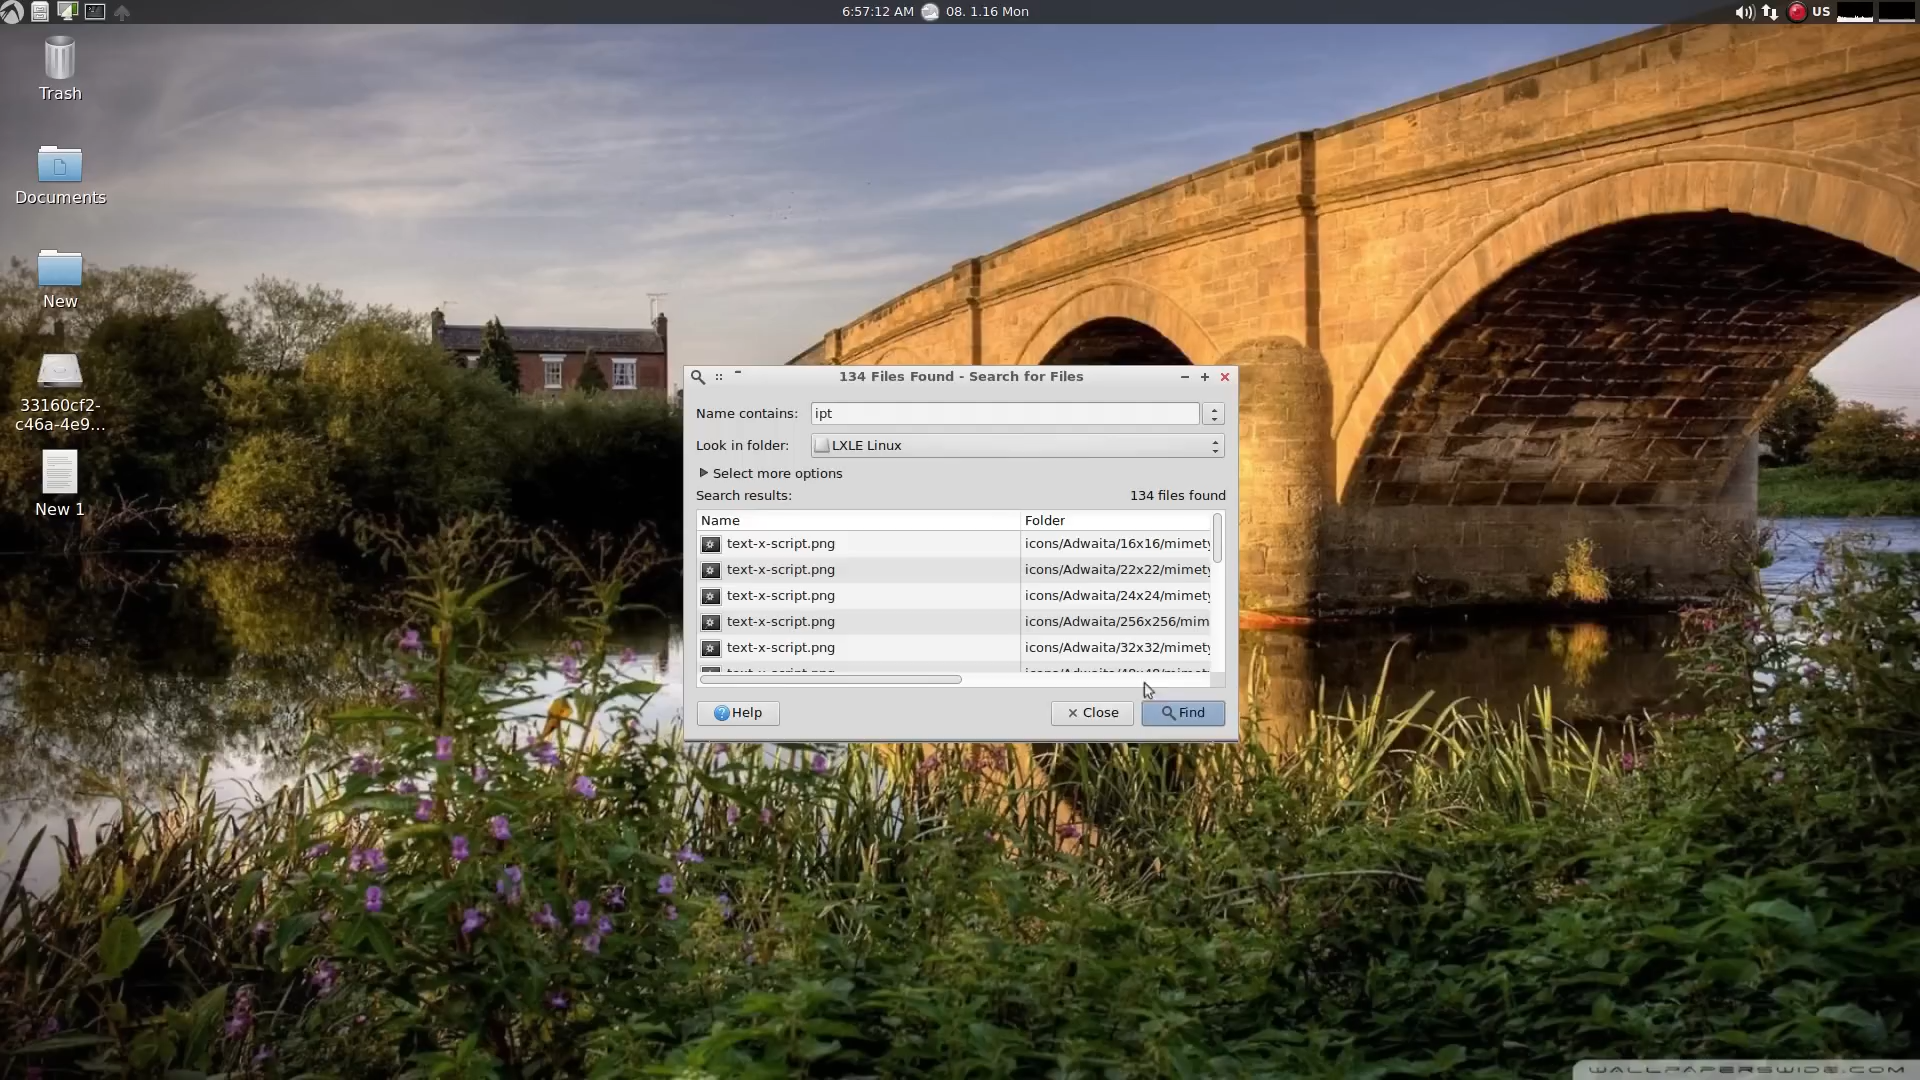 6:57:12 AM 08. 1.16 Mon
US
Trash
Documents
New
33160cf2-
c46a-4e9...
New 1
134 Files Found - Search for Files
Name contains: ipt
Look in folder: LXLE Linux
Select more options
Search results: 134 files found
Name Folder
text-x-script.png icons/Adwaita/16x16/mimety
text-x-script.png icons/Adwaita/22x22/mimety
text-x-script.png icons/Adwaita/24x24/mimety
text-x-script.png icons/Adwaita/256x256/mim
text-x-script.png icons/Adwaita/32x32/mimety
Help Close Find
WALLPAPERSWIDE.COM